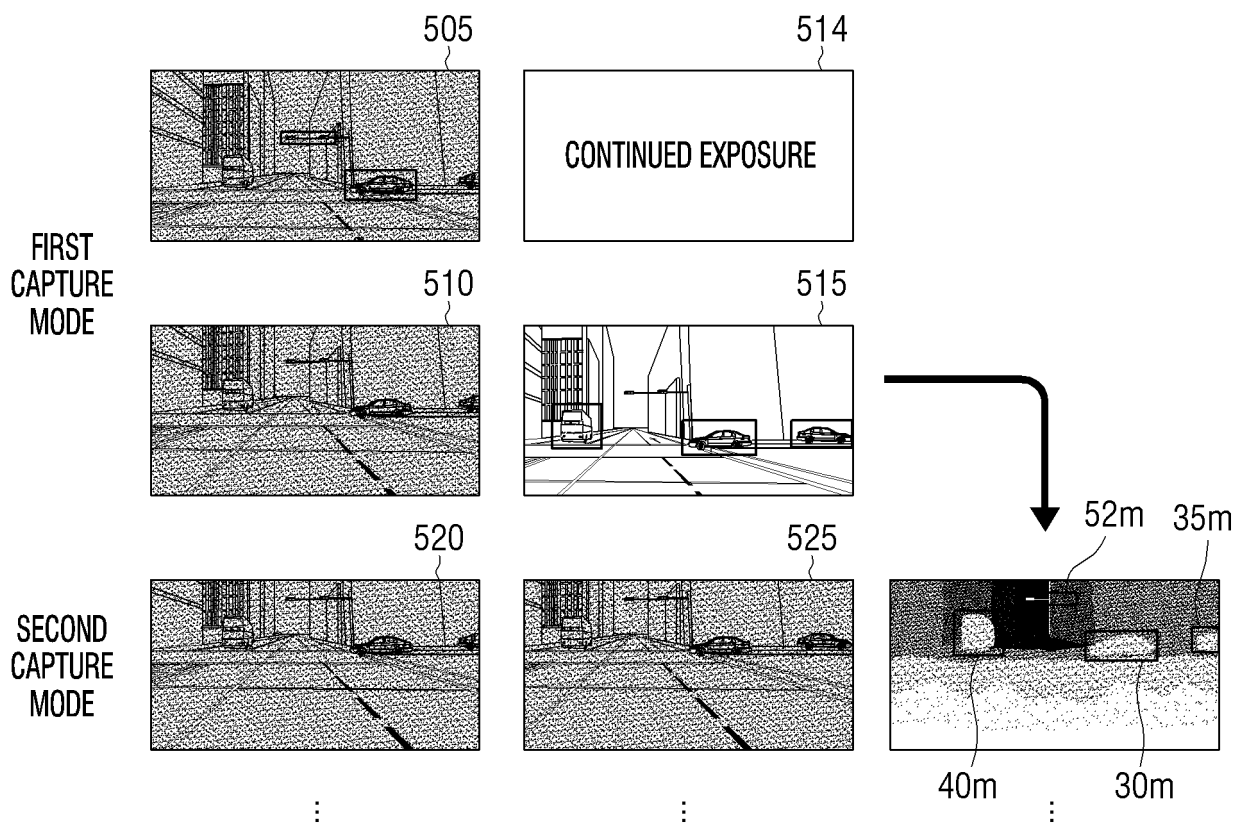 505
514
CONTINUED EXPOSURE
FIRST
CAPTURE
MODE
510
515
520
525
52m
35m
SECOND
CAPTURE
MODE
40m
30m